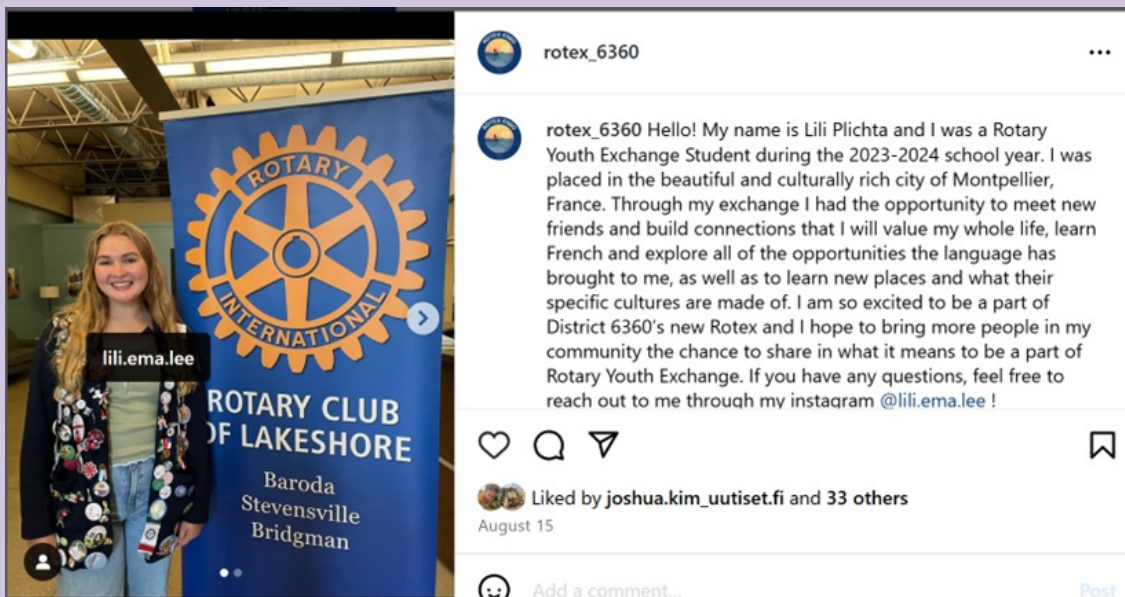 ROTARY
INTERNATIONAL
ROTARY CLUB
OF LAKESHORE
Baroda
Stevensville
Bridgman
lili.ema.lee
rotex_6360
rotex_6360 Hello! My name is Lili Plichta and I was a Rotary
Youth Exchange Student during the 2023-2024 school year. I was
placed in the beautiful and culturally rich city of Montpellier,
France. Through my exchange I had the opportunity to meet new
friends and build connections that I will value my whole life, learn
French and explore all of the opportunities the language has
brought to me, as well as to learn new places and what their
specific cultures are made of. I am so excited to be a part of
District 6360's new Rotex and I hope to bring more people in my
community the chance to share in what it means to be a part of
Rotary Youth Exchange. If you have any questions, feel free to
reach out to me through my instagram @lili.ema.lee !
Liked by joshua.kim_uutiset.fi and 33 others
August 15
Add a comment...
Post